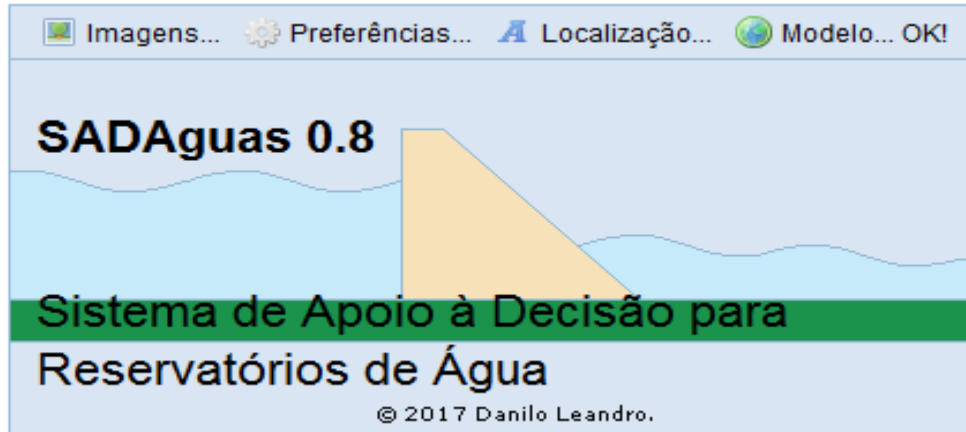 Imagens... Preferências... Localização... Modelo... OK!
SADAguas 0.8
Sistema de Apoio à Decisão para
Reservatórios de Água
© 2017 Danilo Leandro.